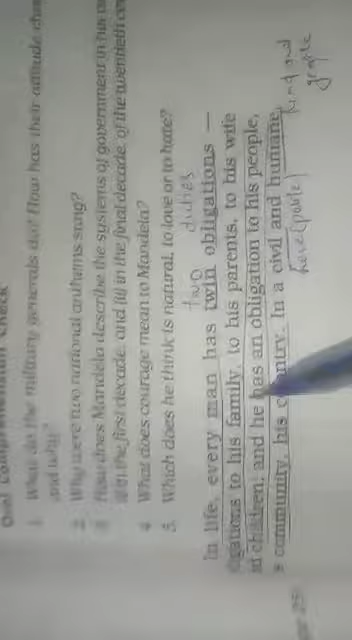 Oral Comprehension Check
1. What do the military generals do? How has their attitude
and why?
2. Why were two national anthems sung?
3. How does Mandela describe the systems of government in his
in the first decade, and (ii) in the final decade, of the twentieth
4. What does courage mean to Mandela?
5. Which does he think is natural, to love or to hate?
two duties
In life, every man has twin obligations —
obligations to his family, to his parents, to his wife
and children; and he has an obligation to his people,
his community, his country. In a civil and humane
kind and